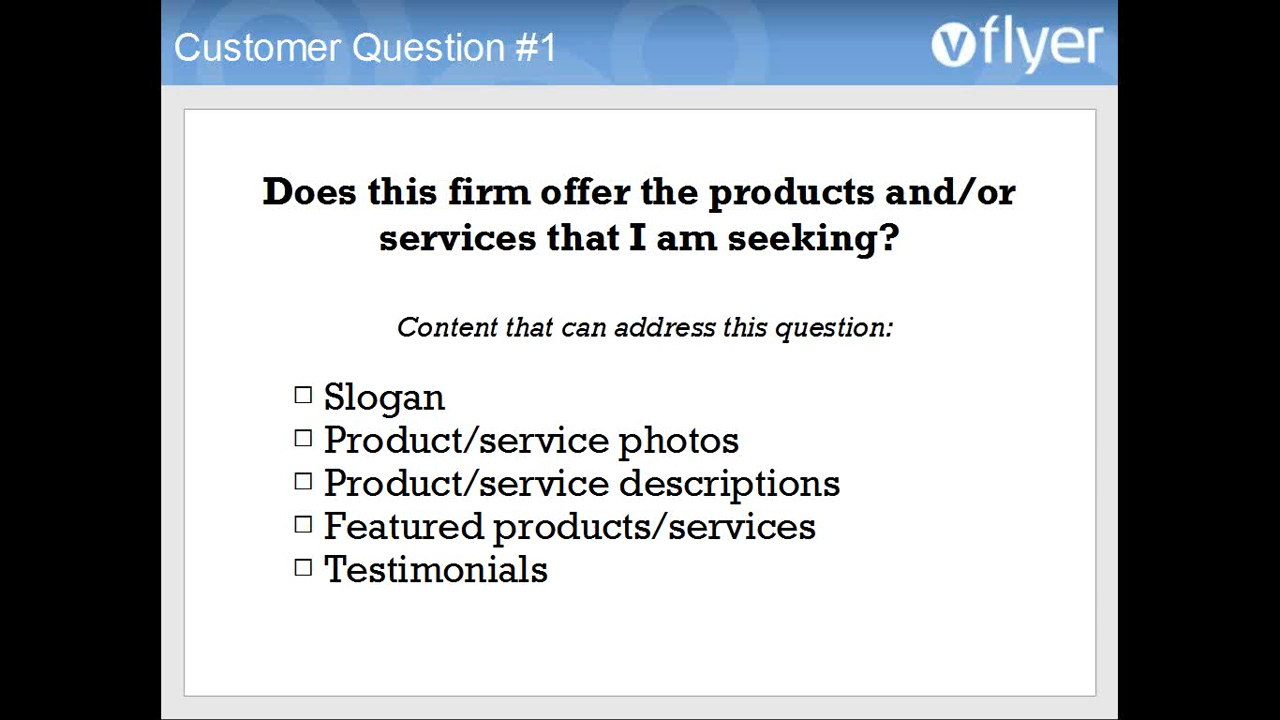 Customer Question #1
vflyer
Does this firm offer the products and/or
services that I am seeking?
Content that can address this question:
☐ Slogan
☐ Product/service photos
☐ Product/service descriptions
☐ Featured products/services
☐ Testimonials